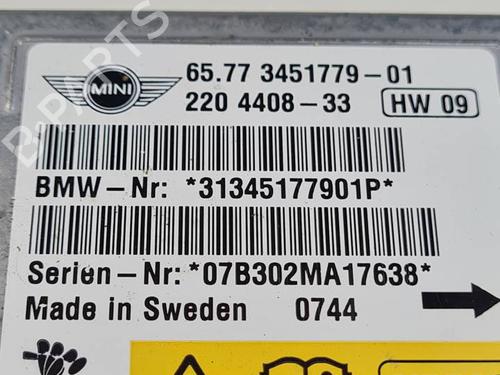 B-PARTS
MINI
65.77 3451779-01
220 4408-33
HW 09
BMW-Nr: *31345177901P*
Serien-Nr: *07B302MA17638*
Made in Sweden 0744